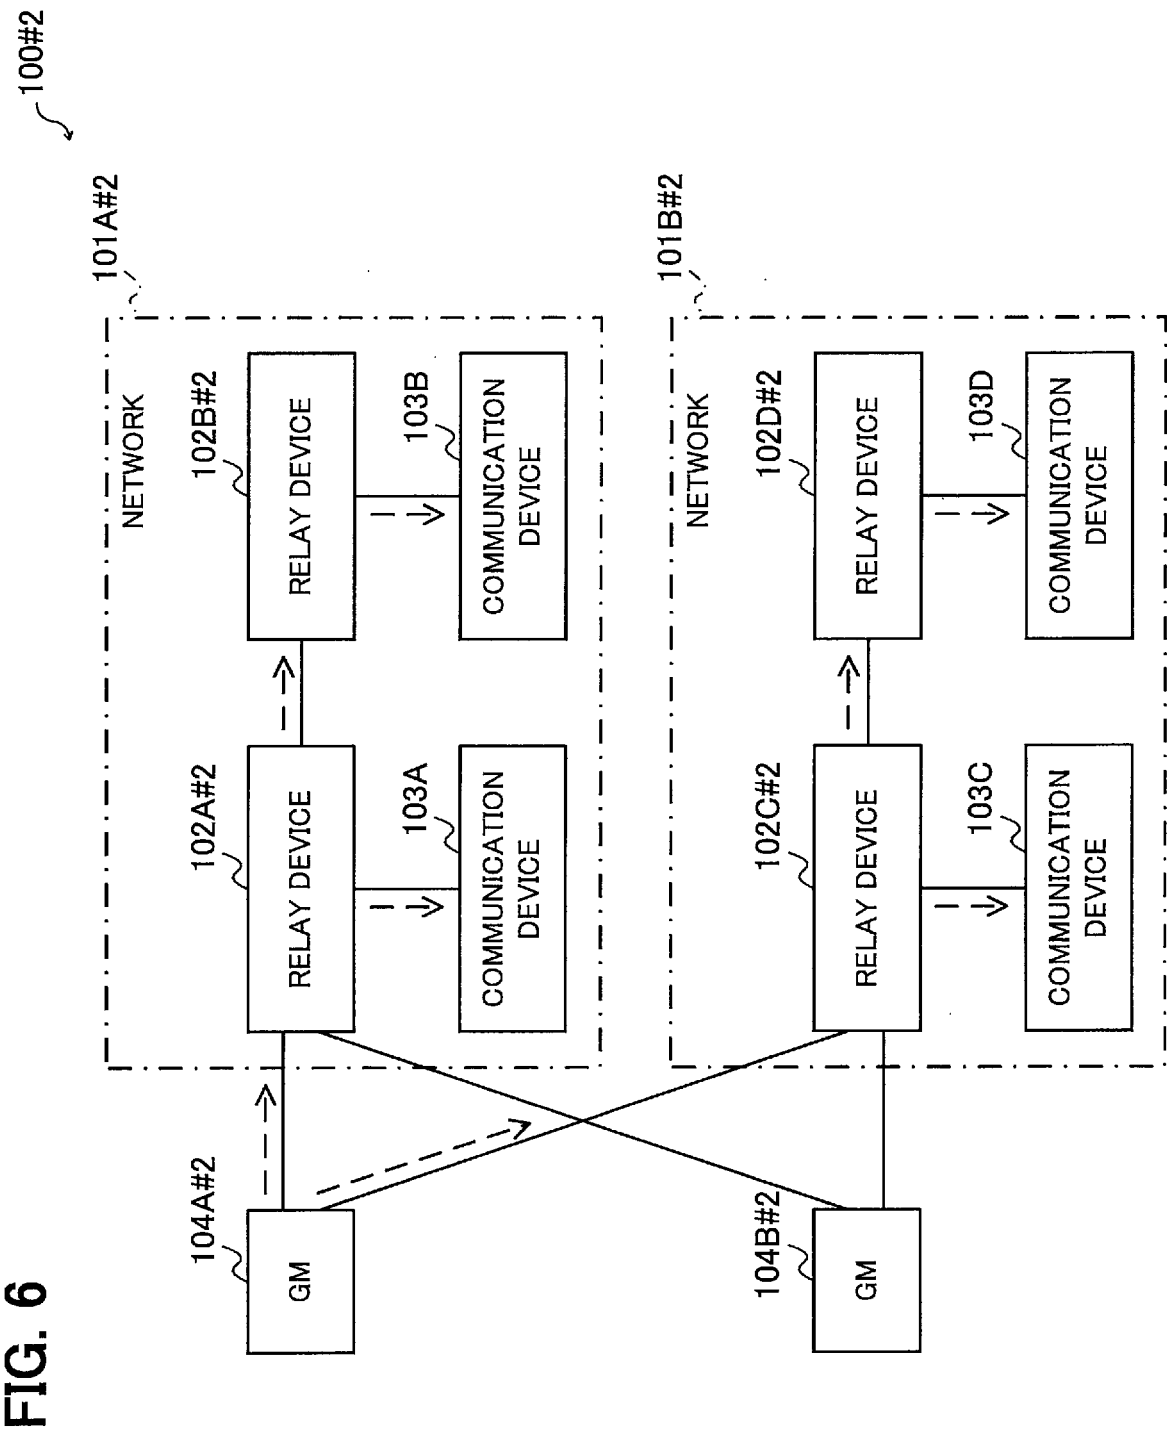 FIG. 6
100#2
101A#2
NETWORK
104A#2
GM
102A#2
RELAY DEVICE
102B#2
RELAY DEVICE
103A
COMMUNICATION
DEVICE
103B
COMMUNICATION
DEVICE
101B#2
NETWORK
104B#2
GM
102C#2
RELAY DEVICE
102D#2
RELAY DEVICE
103C
COMMUNICATION
DEVICE
103D
COMMUNICATION
DEVICE